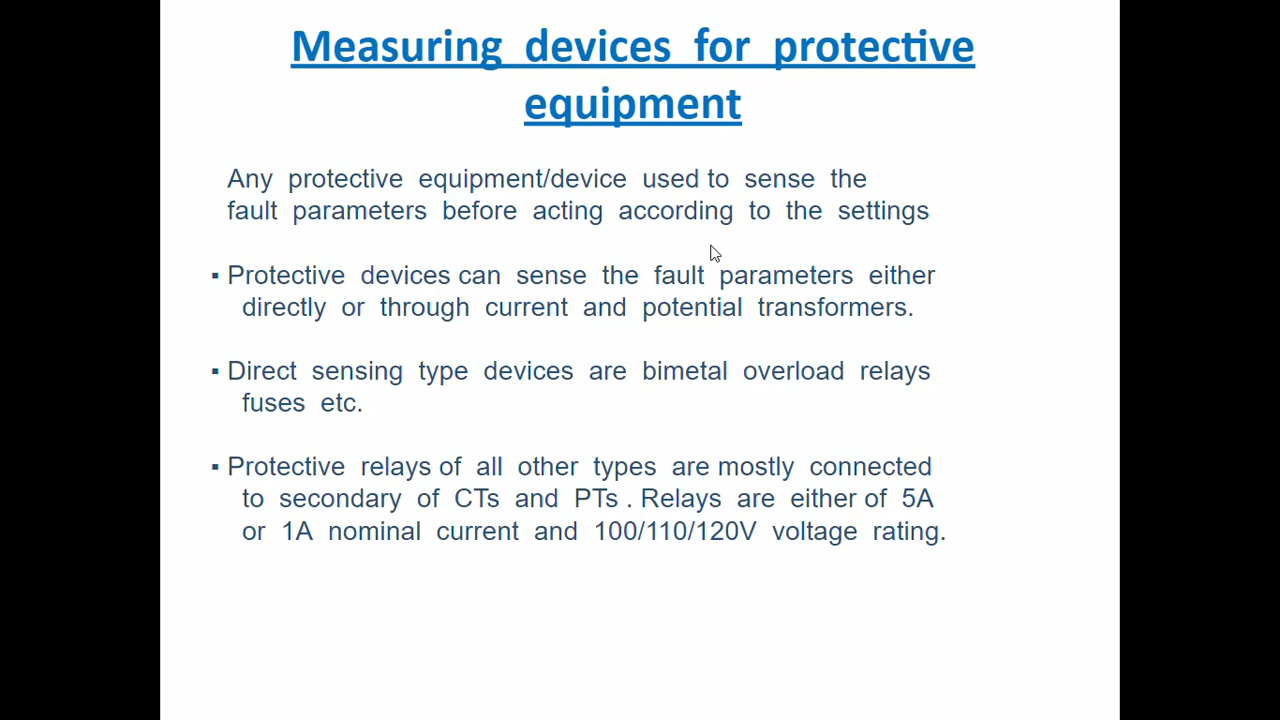 Measuring devices for protective
equipment
Any protective equipment/device used to sense the
fault parameters before acting according to the settings
▪ Protective devices can sense the fault parameters either
directly or through current and potential transformers.
▪ Direct sensing type devices are bimetal overload relays
fuses etc.
▪ Protective relays of all other types are mostly connected
to secondary of CTs and PTs . Relays are either of 5A
or 1A nominal current and 100/110/120V voltage rating.